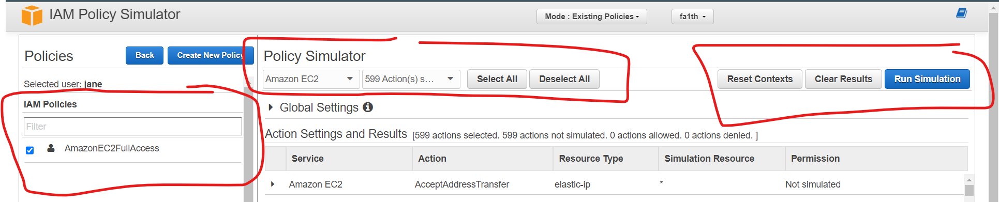 IAM Policy Simulator
Mode : Existing Policies
fa1th
Policies
Back
Create New Policy
Selected user: jane
IAM Policies
Filter
AmazonEC2FullAccess
Policy Simulator
Amazon EC2
599 Action(s) s...
Select All
Deselect All
Reset Contexts
Clear Results
Run Simulation
Global Settings
Action Settings and Results [599 actions selected. 599 actions not simulated. 0 actions allowed. 0 actions denied. ]
Service Action Resource Type Simulation Resource Permission
Amazon EC2 AcceptAddressTransfer elastic-ip * Not simulated